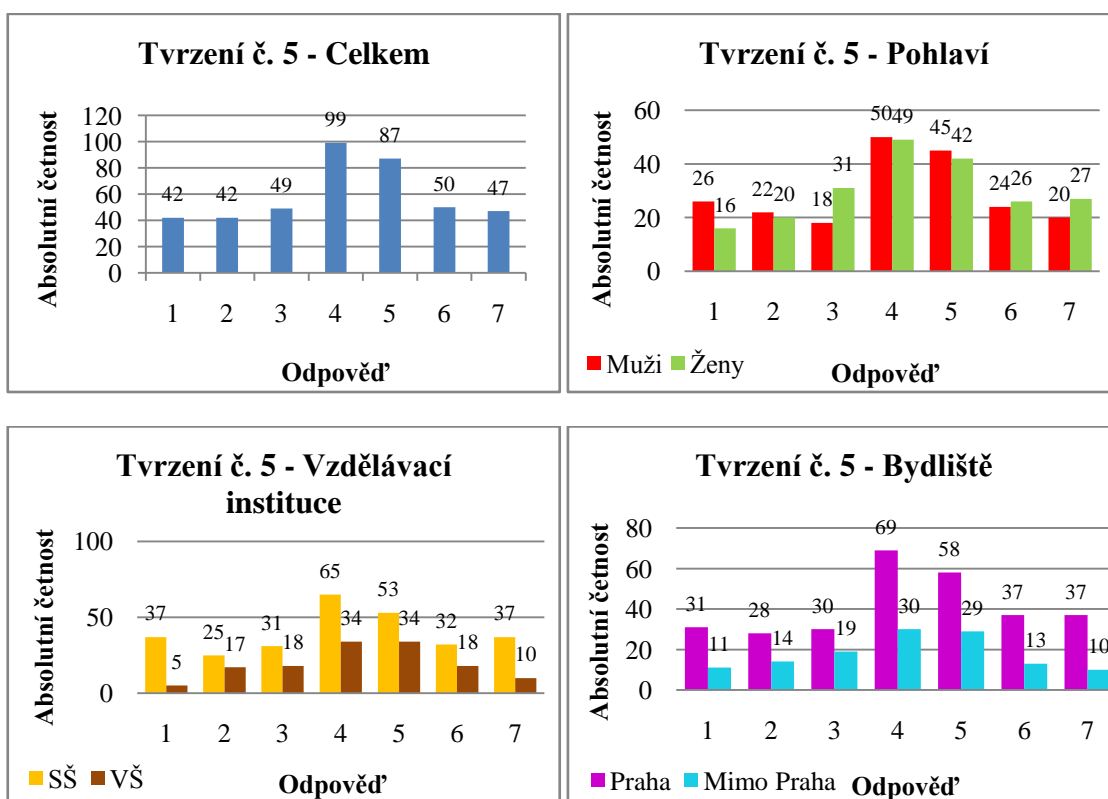 Tvrzení č. 5 - Celkem
Absolutní četnost
120
100
80
60
40
20
0
42 42 49 99 87 50 47
1 2 3 4 5 6 7
Odpověď
Tvrzení č. 5 - Pohlaví
Absolutní četnost
60
40
20
0
26 16 22 20 18 31 50 49 45 42 24 26 20 27
1 2 3 4 5 6 7
Muži Ženy
Odpověď
Tvrzení č. 5 - Vzdělávací
instituce
Absolutní četnost
100
50
0
37 5 25 17 31 18 65 34 53 34 32 18 37 10
1 2 3 4 5 6 7
SŠ VŠ
Odpověď
Tvrzení č. 5 - Bydliště
Absolutní četnost
80
60
40
20
0
31 11 28 14 30 19 69 30 58 29 37 13 37 10
1 2 3 4 5 6 7
Praha Mimo Praha Odpověď